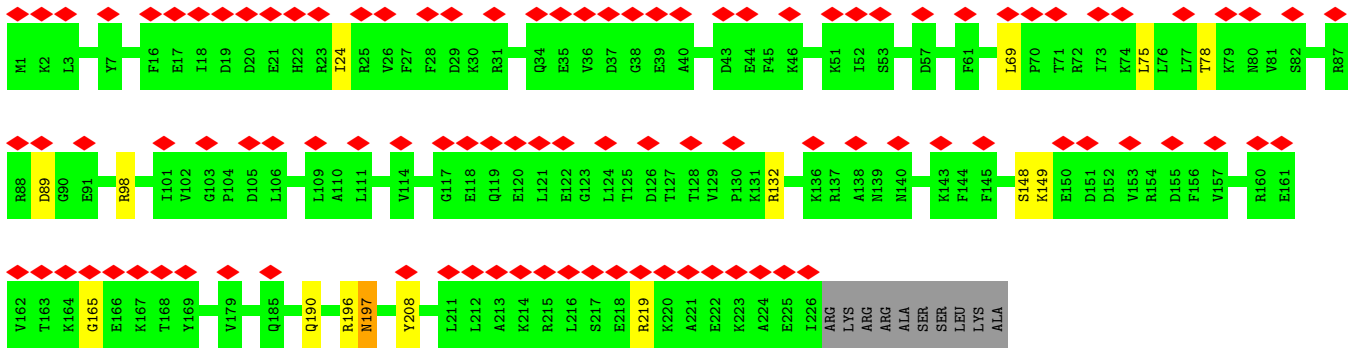 M1 K2 L3 Y7 F16 E17 I18 D19 D20 E21 H22 R23 I24 R25 V26 F27 F28 D29 K30 R31 Q34 E35 V36 D37 G38 E39 A40 D43 E44 F45 K46 K51 I52 S53 D57 F61 L69 P70 T71 R72 I73 K74 L75 L76 L77 T78 K79 N80 V81 S82 R87
R88 D89 G90 E91 R98 I101 V102 G103 P104 D105 L106 L109 A110 L111 V114 G117 E118 Q119 E120 L121 E122 G123 L124 T125 D126 T127 T128 V129 P130 K131 R132 K136 R137 A138 N139 N140 K143 F144 F145 S148 K149 E150 D151 D152 V153 R154 D155 F156 V157 R160 E161
V162 T163 K164 G165 E166 K167 T168 Y169 V179 Q185 Q190 R196 N197 Y208 L211 L212 A213 K214 R215 L216 S217 E218 R219 K220 A221 E222 K223 A224 E225 I226 ARG LYS ARG ARG ALA SER SER LEU LYS ALA